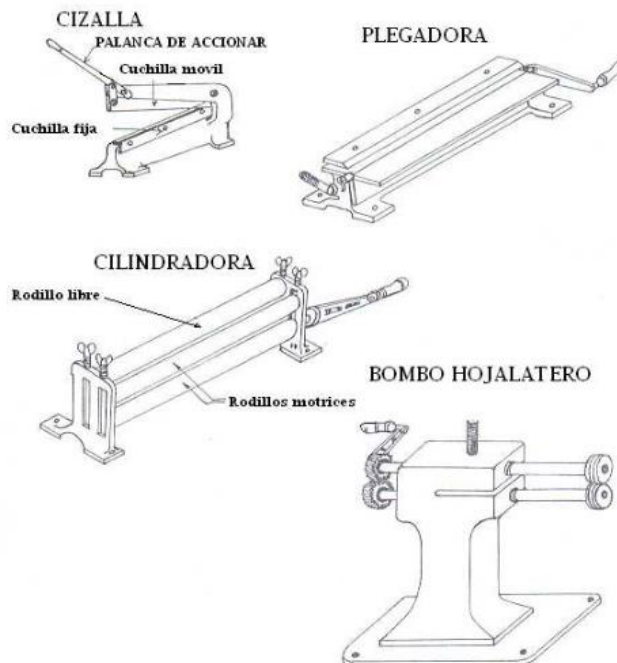 CIZALLA
PALANCA DE ACCIONAR
Cuchilla movil
Cuchilla fija
PLEGADORA
CILINDRADORA
Rodillo libre
Rodillos motrices
BOMBO HOJALATERO